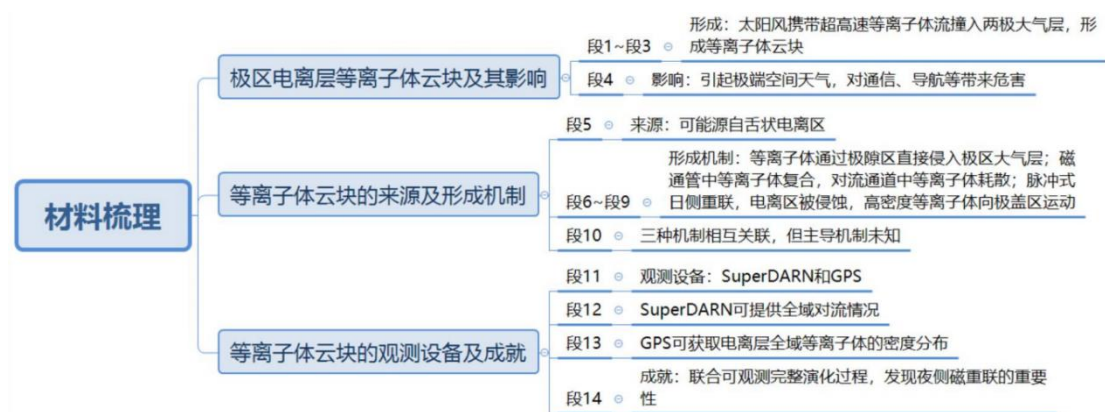 材料梳理
极区电离层等离子体云块及其影响
段1~段3
形成：太阳风携带超高速等离子体流撞入两极大气层，形
成等离子体云块
段4
影响：引起极端空间天气，对通信、导航等带来危害
等离子体云块的来源及形成机制
段5
来源：可能源自舌状电离区
段6~段9
形成机制：等离子体通过极隙区直接侵入极区大气层；磁
通管中等离子体复合，对流通道中等离子体耗散；脉冲式
日侧重联，电离区被侵蚀，高密度等离子体向极盖区运动
段10
三种机制相互关联，但主导机制未知
等离子体云块的观测设备及成就
段11
观测设备：SuperDARN和GPS
段12
SuperDARN可提供全域对流情况
段13
GPS可获取电离层全域等离子体的密度分布
段14
成就：联合可观测完整演化过程，发现夜侧磁重联的重要
性